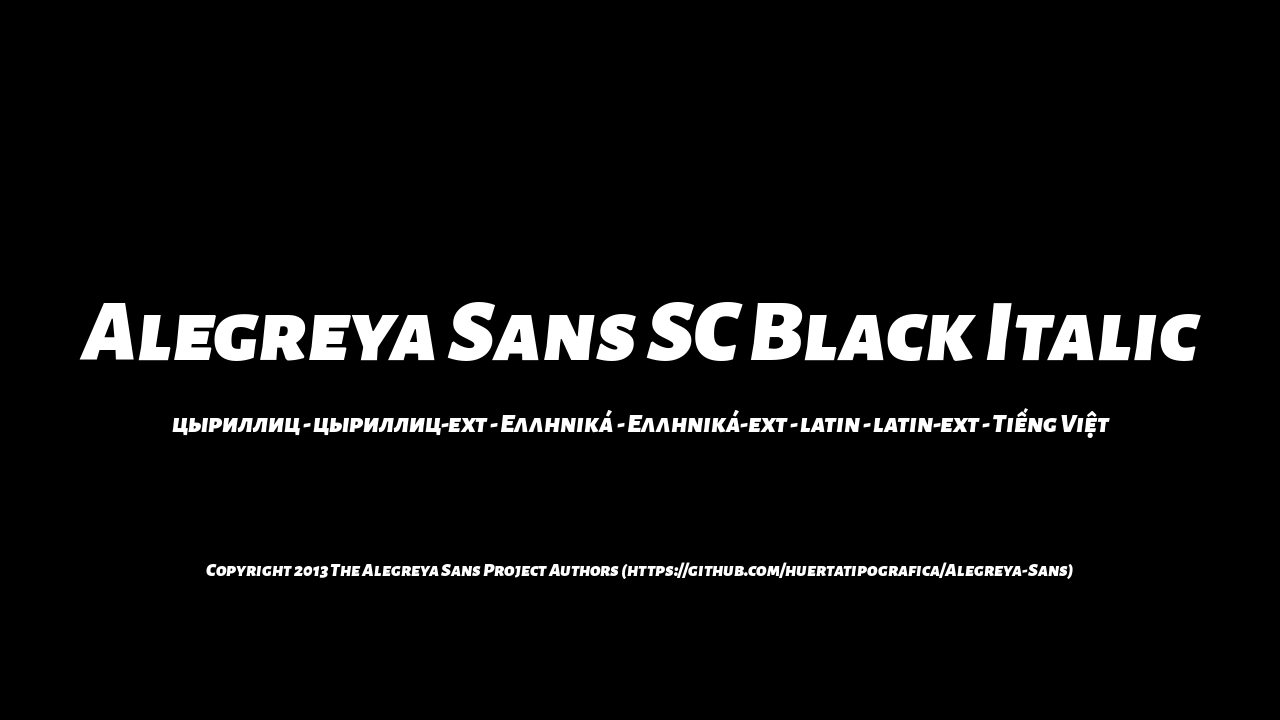 Alegreya Sans SC Black Italic
цыриллиц - цыриллиц-ext - Ελληνικά - Ελληνικά-ext - latin - latin-ext - Tiếng Việt
Copyright 2013 The Alegreya Sans Project Authors (https://github.com/huertatipografica/Alegreya-Sans)